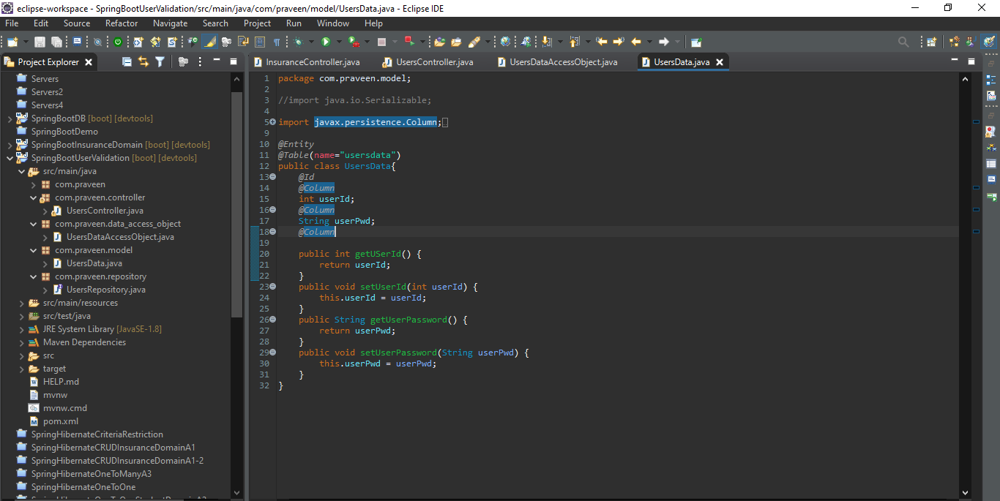 eclipse-workspace - SpringBootUserValidation/src/main/java/com/praveen/model/UsersData.java - Eclipse IDE
File Edit Source Refactor Navigate Search Project Run Window Help
Project Explorer
Servers
Servers2
Servers4
SpringBootDB [boot] [devtools]
SpringBootDemo
SpringBootInsuranceDomain [boot] [devtools]
SpringBootUserValidation [boot] [devtools]
src/main/java
com.praveen
com.praveen.controller
UsersController.java
com.praveen.data_access_object
UsersDataAccessObject.java
com.praveen.model
UsersData.java
com.praveen.repository
UsersRepository.java
src/main/resources
src/test/java
JRE System Library [JavaSE-1.8]
Maven Dependencies
src
target
HELP.md
mvnw
mvnw.cmd
pom.xml
SpringHibernateCriteriaRestriction
SpringHibernateCRUDInsuranceDomainA1
SpringHibernateCRUDInsuranceDomainA1-2
SpringHibernateOneToManyA3
SpringHibernateOneToOne
InsuranceController.java UsersController.java UsersDataAccessObject.java UsersData.java
1 package com.praveen.model;
2
3 //import java.io.Serializable;
4
5 import javax.persistence.Column;
9
10 @Entity
11 @Table(name="usersdata")
12 public class UsersData{
13 @Id
14 @Column
15 int userId;
16 @Column
17 String userPwd;
18 @Column
19
20 public int getUSerId() {
21 return userId;
22 }
23 public void setUserId(int userId) {
24 this.userId = userId;
25 }
26 public String getUserPassword() {
27 return userPwd;
28 }
29 public void setUserPassword(String userPwd) {
30 this.userPwd = userPwd;
31 }
32 }